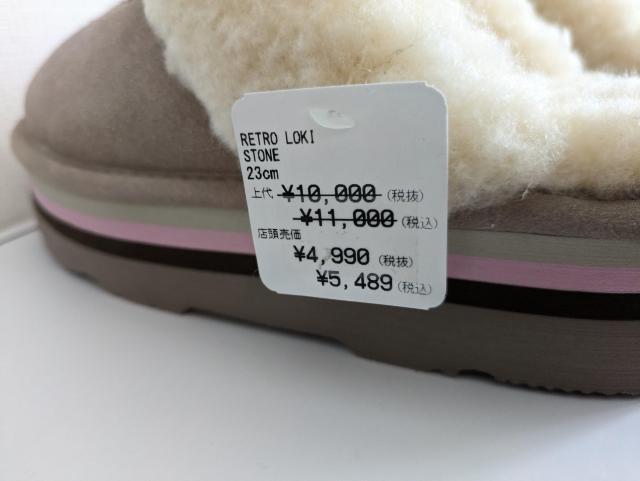 RETRO LOKI
STONE
23cm
上代 ¥10,000 (税抜)
¥11,000 (税込)
店頭売価
¥4,990 (税抜)
¥5,489 (税込)